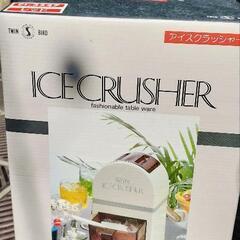 TWIN S BIRD
アイスクラッシャー
ICE CRUSHER
fashionable table ware
ICE CRUSHER